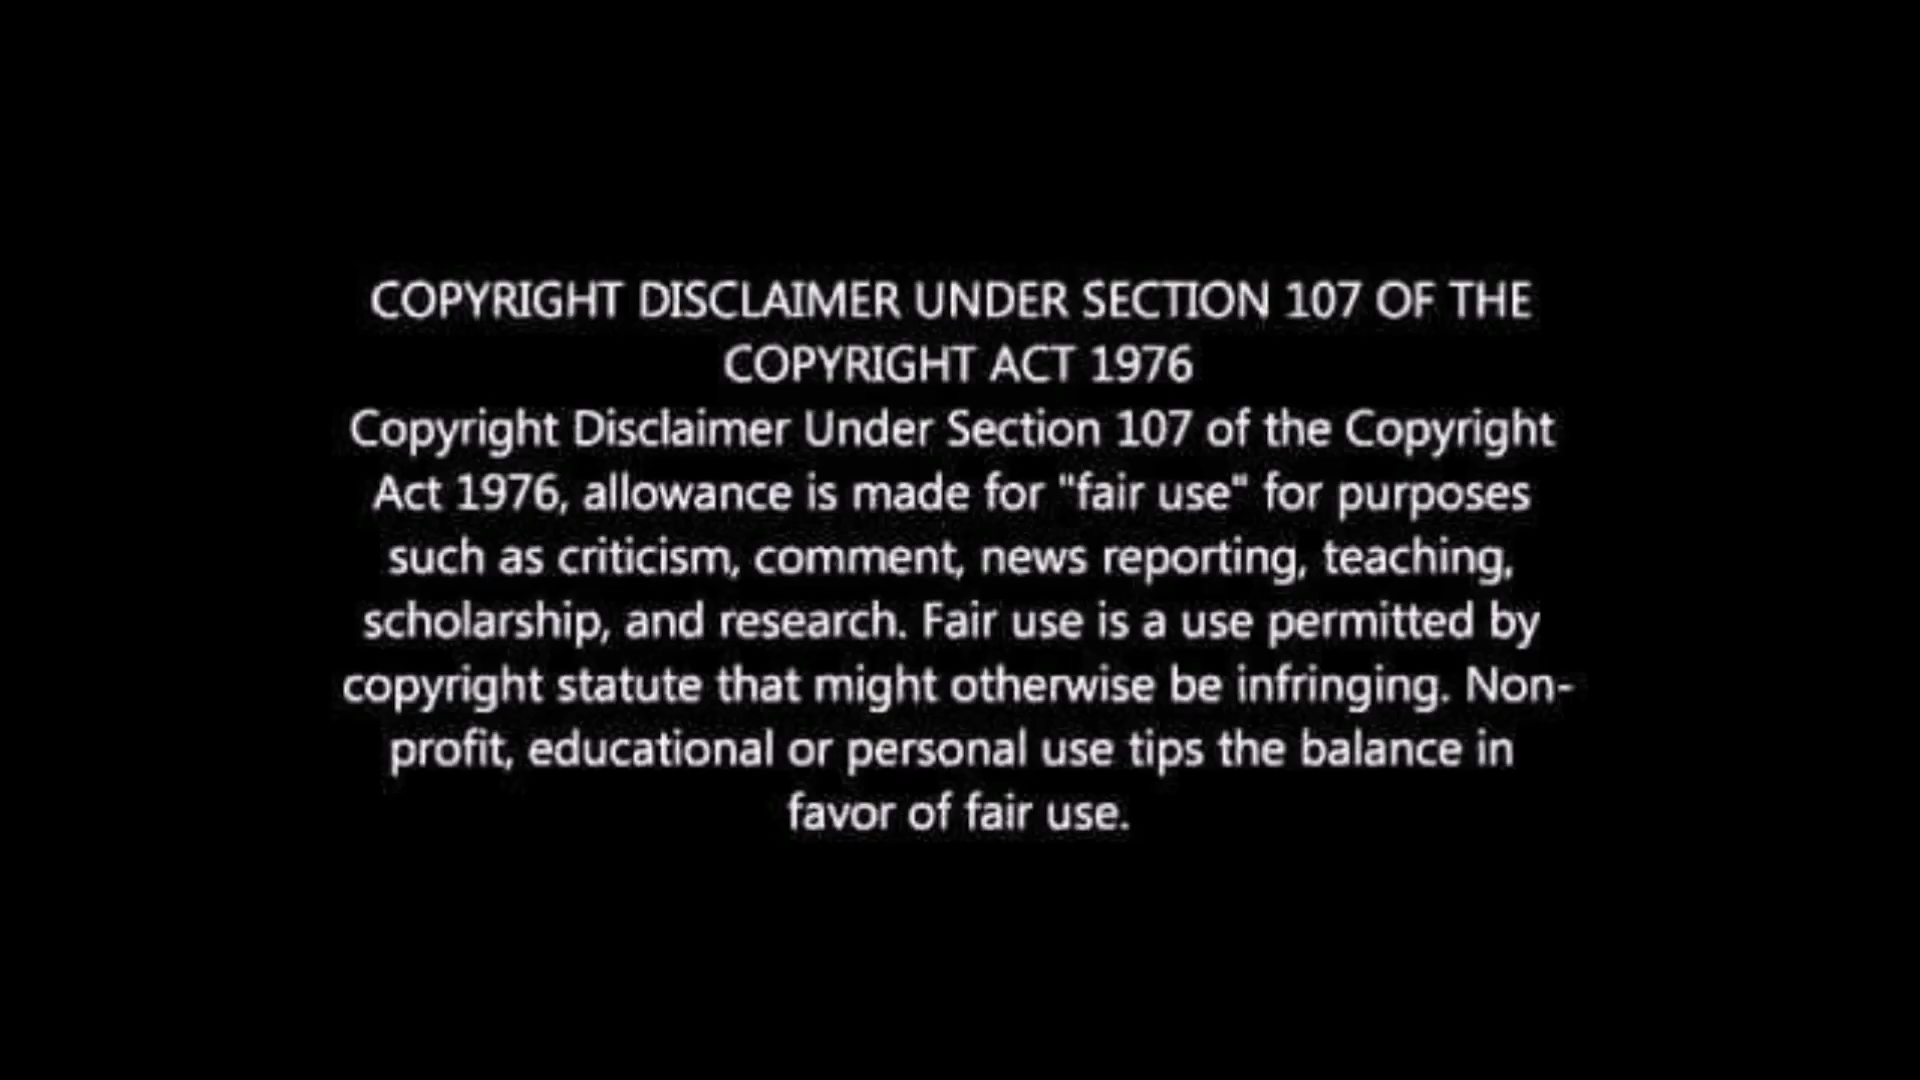 COPYRIGHT DISCLAIMER UNDER SECTION 107 OF THE
COPYRIGHT ACT 1976
Copyright Disclaimer Under Section 107 of the Copyright
Act 1976, allowance is made for "fair use" for purposes
such as criticism, comment, news reporting, teaching,
scholarship, and research. Fair use is a use permitted by
copyright statute that might otherwise be infringing. Non-
profit, educational or personal use tips the balance in
favor of fair use.